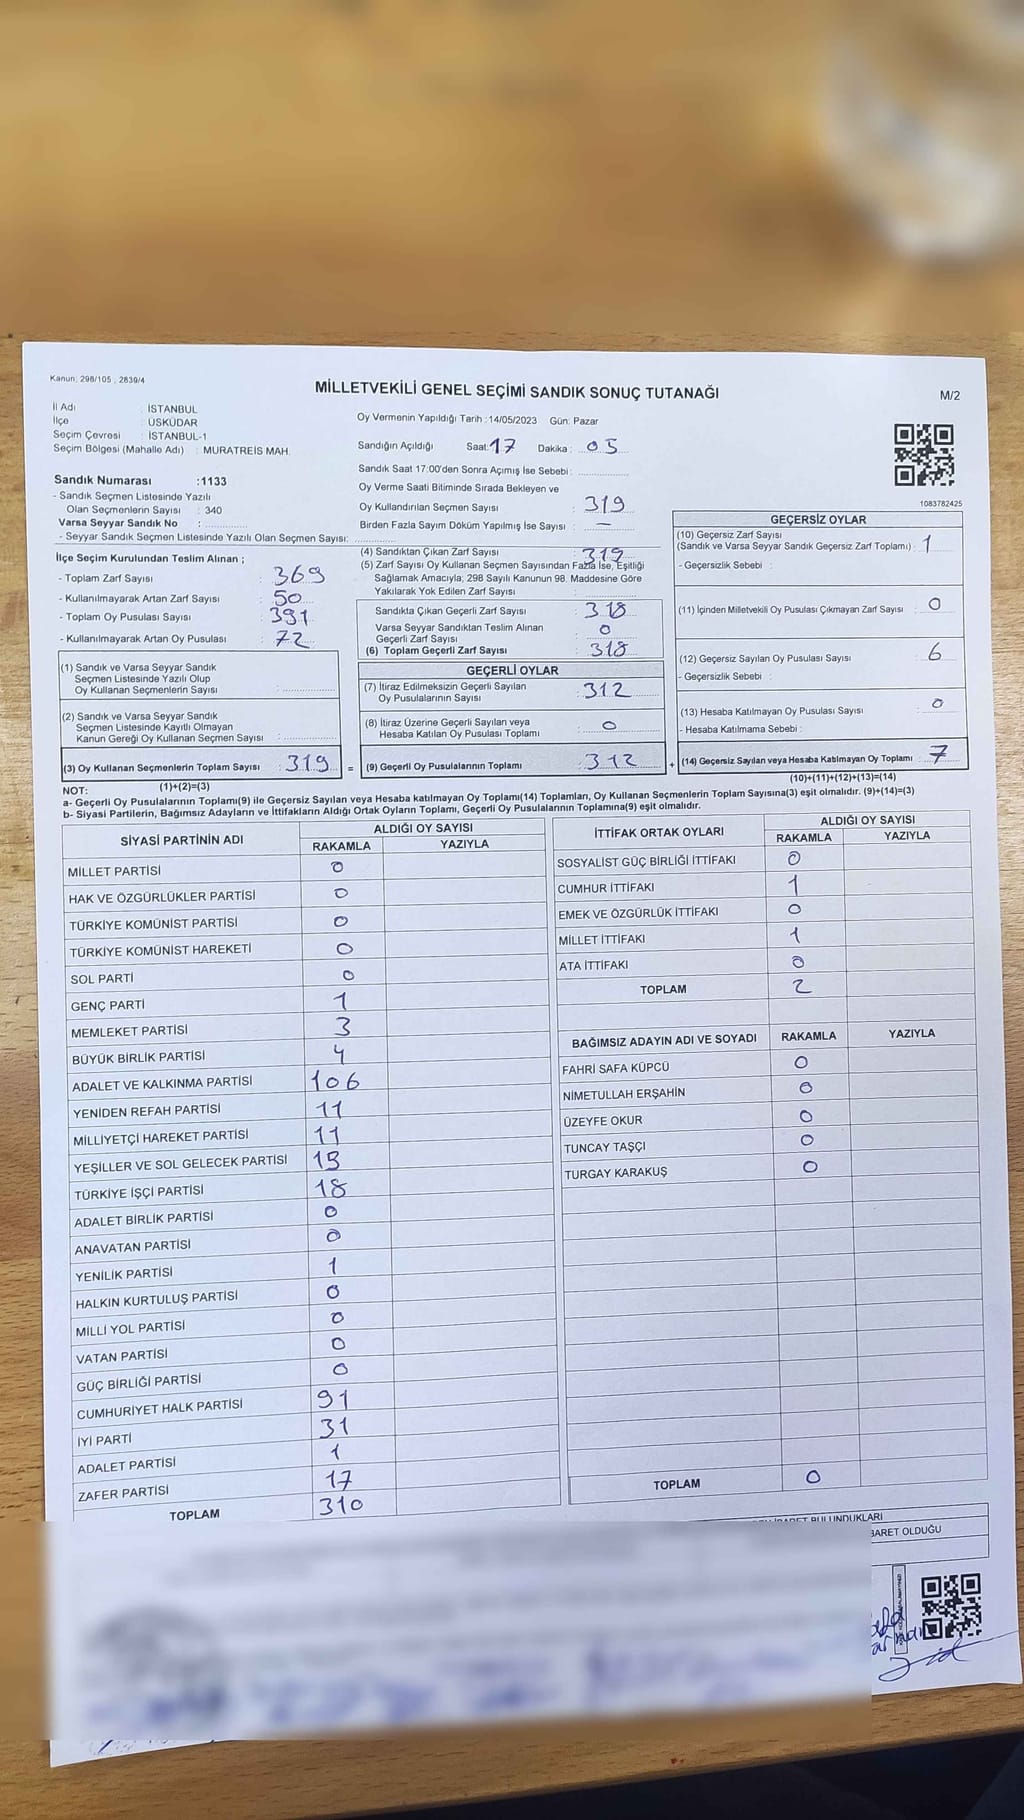 Kanun: 298/105 , 2839/4
MİLLETVEKİLİ GENEL SEÇİMİ SANDIK SONUÇ TUTANAĞI
M/2
İl Adı : İSTANBUL
İlçe : ÜSKÜDAR
Seçim Çevresi : İSTANBUL-1
Seçim Bölgesi (Mahalle Adı) : MURATREİS MAH.
Oy Vermenin Yapıldığı Tarih :14/05/2023 Gün: Pazar
Sandığın Açıldığı Saat:17 Dakika : 05
Sandık Saat 17:00'den Sonra Açımış İse Sebebi :
Oy Verme Saati Bitiminde Sırada Bekleyen ve
Oy Kullandırılan Seçmen Sayısı : 319
Birden Fazla Sayım Döküm Yapılmış İse Sayısı : —
1083782425
Sandık Numarası :1133
- Sandık Seçmen Listesinde Yazılı
Olan Seçmenlerin Sayısı : 340
Varsa Seyyar Sandık No :
- Seyyar Sandık Seçmen Listesinde Yazılı Olan Seçmen Sayısı:
İlçe Seçim Kurulundan Teslim Alınan ;
- Toplam Zarf Sayısı : 369
- Kullanılmayarak Artan Zarf Sayısı : 50
- Toplam Oy Pusulası Sayısı : 391
- Kullanılmayarak Artan Oy Pusulası : 72
(1) Sandık ve Varsa Seyyar Sandık
Seçmen Listesinde Yazılı Olup
Oy Kullanan Seçmenlerin Sayısı :
(2) Sandık ve Varsa Seyyar Sandık
Seçmen Listesinde Kayıtlı Olmayan
Kanun Gereği Oy Kullanan Seçmen Sayısı :
(3) Oy Kullanan Seçmenlerin Toplam Sayısı : 319 =
(1)+(2)=(3)
(4) Sandıktan Çıkan Zarf Sayısı : 319
(5) Zarf Sayısı Oy Kullanan Seçmen Sayısından Fazla İse, Eşitliği
Sağlamak Amacıyla, 298 Sayılı Kanunun 98. Maddesine Göre
Yakılarak Yok Edilen Zarf Sayısı :
Sandıkta Çıkan Geçerli Zarf Sayısı : 318
Varsa Seyyar Sandıktan Teslim Alınan
Geçerli Zarf Sayısı : 0
(6) Toplam Geçerli Zarf Sayısı : 318
GEÇERLİ OYLAR
(7) İtiraz Edilmeksizin Geçerli Sayılan
Oy Pusulalarının Sayısı : 312
(8) İtiraz Üzerine Geçerli Sayılan veya
Hesaba Katılan Oy Pusulası Toplamı : 0
(9) Geçerli Oy Pusulalarının Toplamı : 312 +
GEÇERSİZ OYLAR
(10) Geçersiz Zarf Sayısı
(Sandık ve Varsa Seyyar Sandık Geçersiz Zarf Toplamı) : 1
- Geçersizlik Sebebi :
(11) İçinden Milletvekili Oy Pusulası Çıkmayan Zarf Sayısı : 0
(12) Geçersiz Sayılan Oy Pusulası Sayısı : 6
- Geçersizlik Sebebi :
(13) Hesaba Katılmayan Oy Pusulası Sayısı : 0
- Hesaba Katılmama Sebebi :
(14) Geçersiz Sayılan veya Hesaba Katılmayan Oy Toplamı : 7
(10)+(11)+(12)+(13)=(14)
NOT:
a- Geçerli Oy Pusulalarının Toplamı(9) ile Geçersiz Sayılan veya Hesaba katılmayan Oy Toplamı(14) Toplamları, Oy Kullanan Seçmenlerin Toplam Sayısına(3) eşit olmalıdır. (9)+(14)=(3)
b- Siyasi Partilerin, Bağımsız Adayların ve İttifakların Aldığı Ortak Oyların Toplamı, Geçerli Oy Pusulalarının Toplamına(9) eşit olmalıdır.
SİYASİ PARTİNİN ADI ALDIĞI OY SAYISI
RAKAMLA YAZIYLA
MİLLET PARTİSİ 0
HAK VE ÖZGÜRLÜKLER PARTİSİ 0
TÜRKİYE KOMÜNİST PARTİSİ 0
TÜRKİYE KOMÜNİST HAREKETİ 0
SOL PARTİ 0
GENÇ PARTİ 1
MEMLEKET PARTİSİ 3
BÜYÜK BİRLİK PARTİSİ 4
ADALET VE KALKINMA PARTİSİ 106
YENİDEN REFAH PARTİSİ 11
MİLLİYETÇİ HAREKET PARTİSİ 11
YEŞİLLER VE SOL GELECEK PARTİSİ 15
TÜRKİYE İŞÇİ PARTİSİ 18
ADALET BİRLİK PARTİSİ 0
ANAVATAN PARTİSİ 0
YENİLİK PARTİSİ 1
HALKIN KURTULUŞ PARTİSİ 0
MİLLİ YOL PARTİSİ 0
VATAN PARTİSİ 0
GÜÇ BİRLİĞİ PARTİSİ 0
CUMHURİYET HALK PARTİSİ 91
İYİ PARTİ 31
ADALET PARTİSİ 1
ZAFER PARTİSİ 17
TOPLAM 310
İTTİFAK ORTAK OYLARI ALDIĞI OY SAYISI
RAKAMLA YAZIYLA
SOSYALİST GÜÇ BİRLİĞİ İTTİFAKI 0
CUMHUR İTTİFAKI 1
EMEK VE ÖZGÜRLÜK İTTİFAKI 0
MİLLET İTTİFAKI 1
ATA İTTİFAKI 0
TOPLAM 2
BAĞIMSIZ ADAYIN ADI VE SOYADI RAKAMLA YAZIYLA
FAHRİ SAFA KÜPCÜ 0
NİMETULLAH ERŞAHİN 0
ÜZEYFE OKUR 0
TUNCAY TAŞÇI 0
TURGAY KARAKUŞ 0
TOPLAM 0
BULUNDUKLARI
BARET OLDUĞU